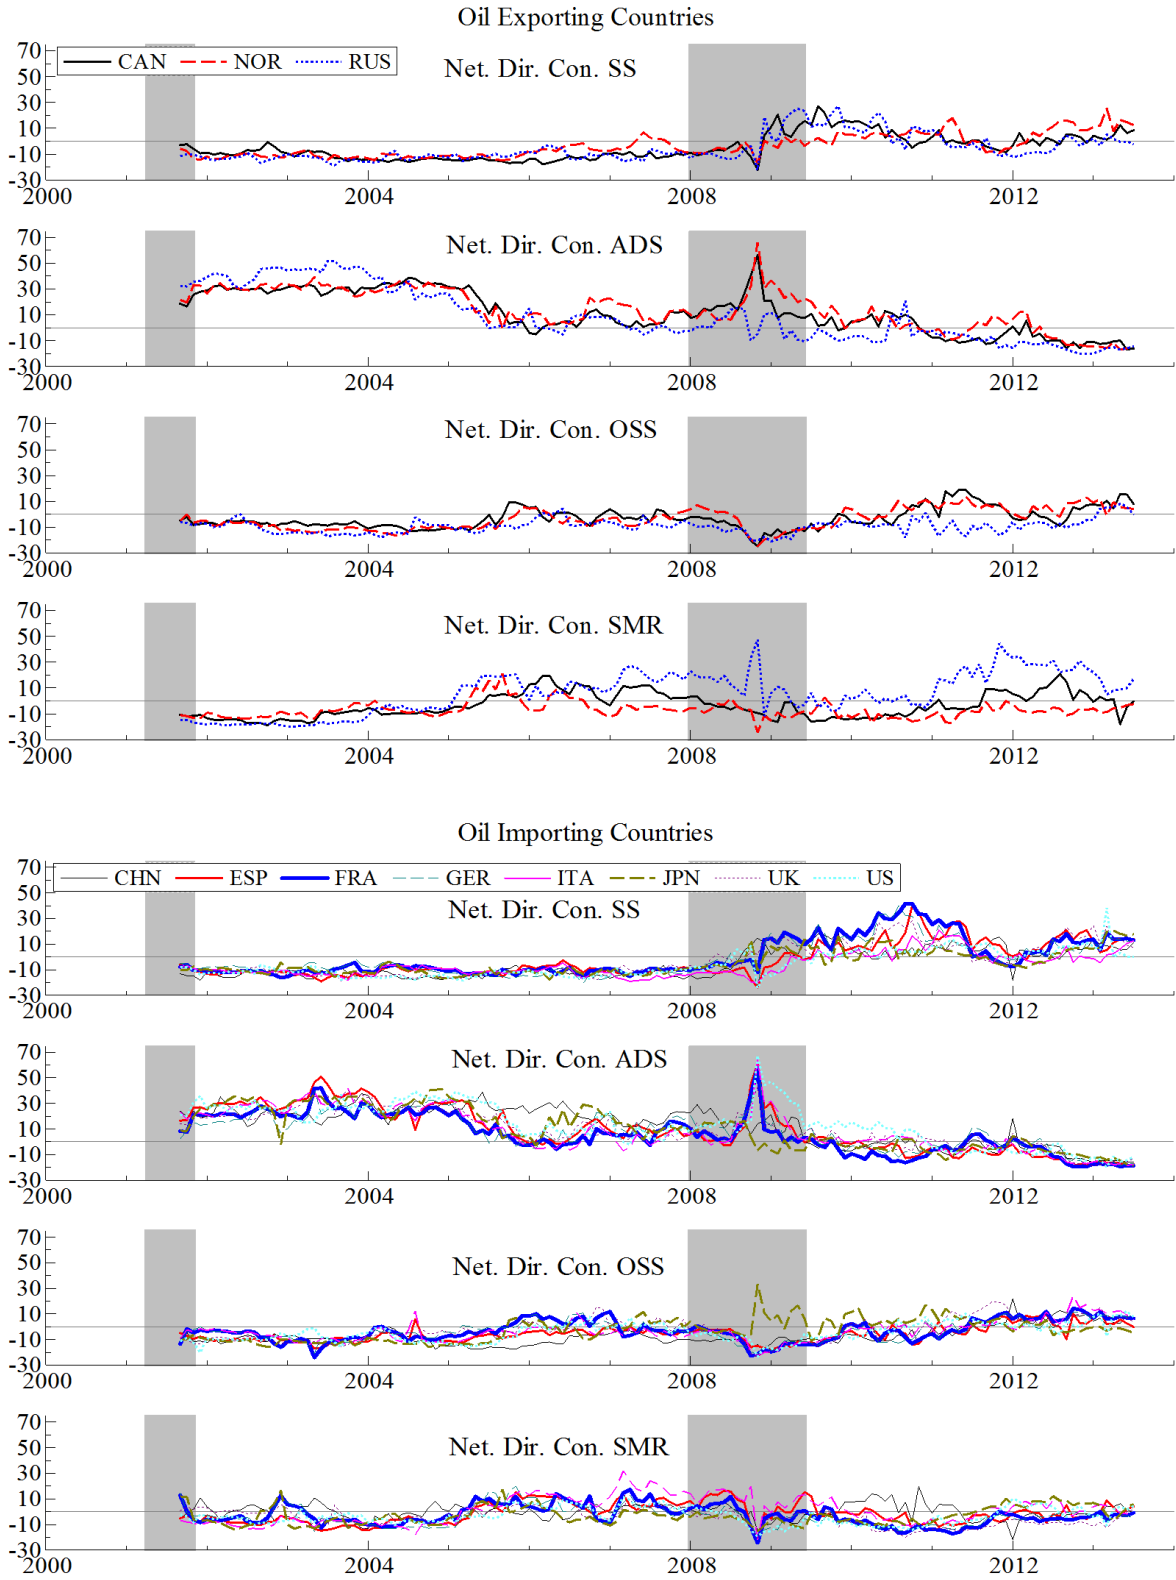 Oil Exporting Countries
70
50
30
10
-10
-30
CAN NOR RUS
Net. Dir. Con. SS
2000 2004 2008 2012
70
50
30
10
-10
-30
Net. Dir. Con. ADS
2000 2004 2008 2012
70
50
30
10
-10
-30
Net. Dir. Con. OSS
2000 2004 2008 2012
70
50
30
10
-10
-30
Net. Dir. Con. SMR
2000 2004 2008 2012
Oil Importing Countries
70
50
30
10
-10
-30
CHN ESP FRA GER ITA JPN UK US
Net. Dir. Con. SS
2000 2004 2008 2012
70
50
30
10
-10
-30
Net. Dir. Con. ADS
2000 2004 2008 2012
70
50
30
10
-10
-30
Net. Dir. Con. OSS
2000 2004 2008 2012
70
50
30
10
-10
-30
Net. Dir. Con. SMR
2000 2004 2008 2012